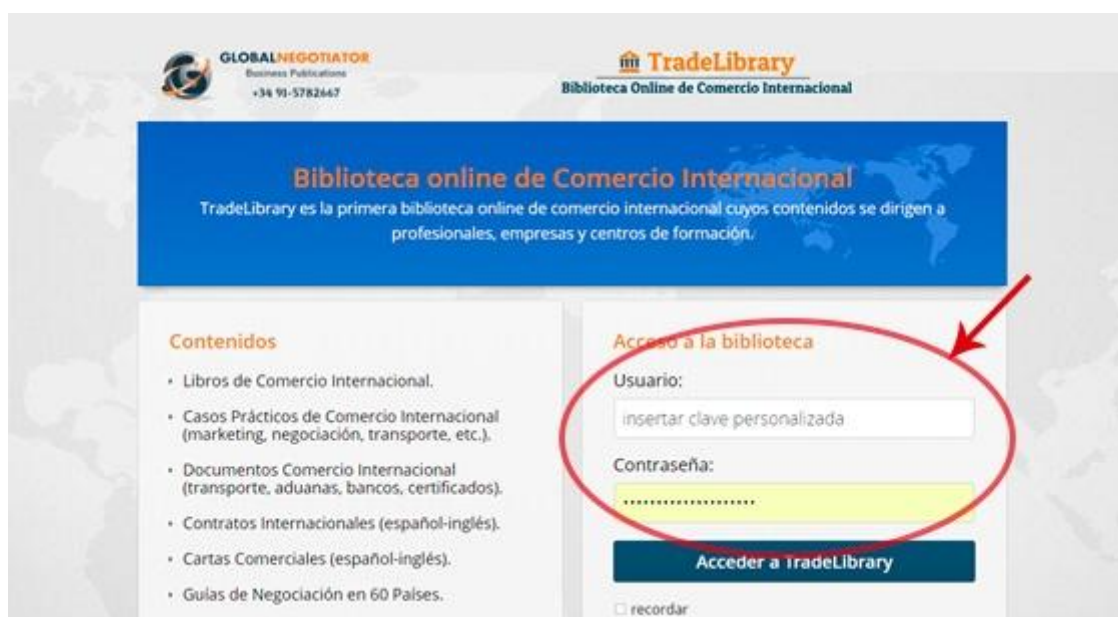 GLOBALNEGOTIATOR
Business Publications
+34 91-5782667
TradeLibrary
Biblioteca Online de Comercio Internacional
Biblioteca online de Comercio Internacional
TradeLibrary es la primera biblioteca online de comercio internacional cuyos contenidos se dirigen a
profesionales, empresas y centros de formación.
Contenidos
• Libros de Comercio Internacional.
• Casos Prácticos de Comercio Internacional
(marketing, negociación, transporte, etc.).
• Documentos Comercio Internacional
(transporte, aduanas, bancos, certificados).
• Contratos Internacionales (español-inglés).
• Cartas Comerciales (español-inglés).
• Guías de Negociación en 60 Países.
Acceso a la biblioteca
Usuario:
insertar clave personalizada
Contraseña:
••••••••••••••••••••
Acceder a TradeLibrary
recordar